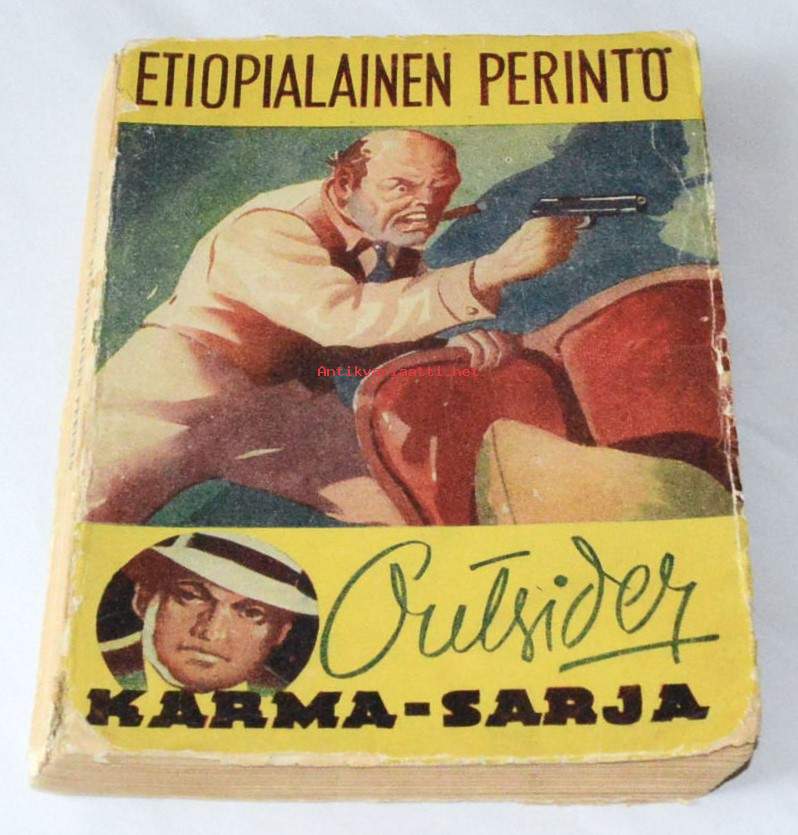 ETIOPIALAINEN PERINTÖ
Antikvariaatti.net
Outsider
KARMA-SARJA